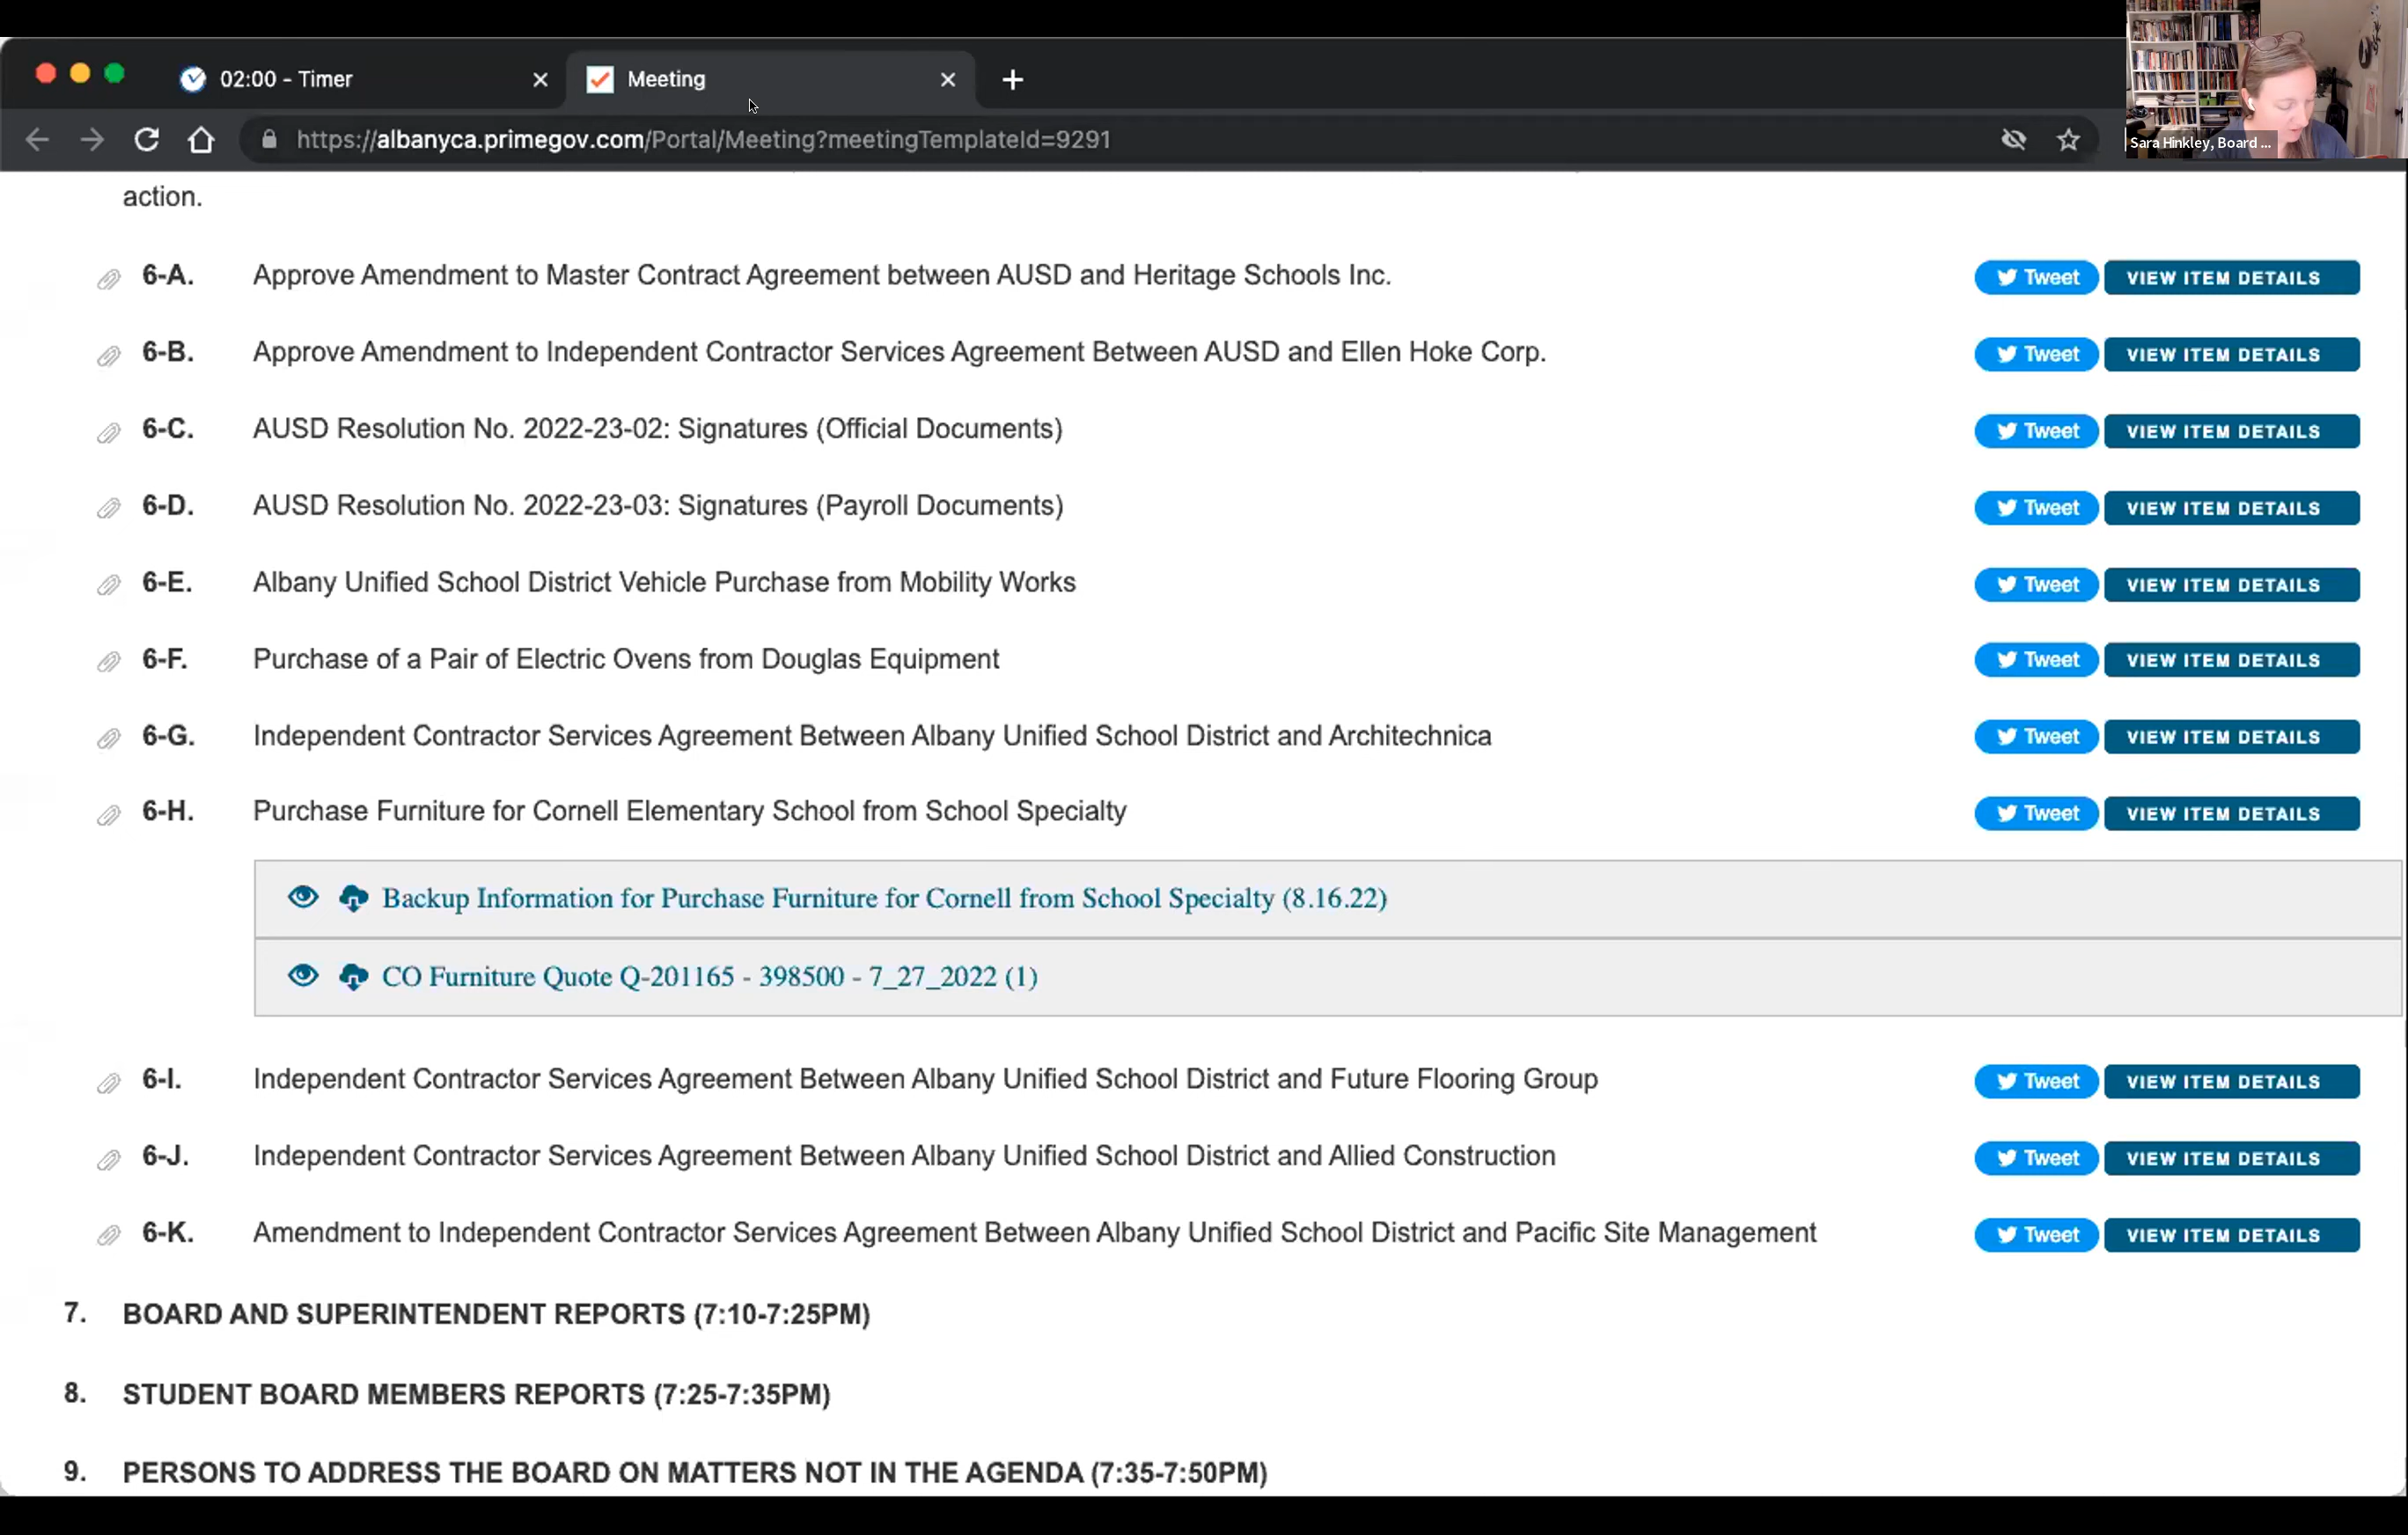 02:00 - Timer
Meeting
https://albanyca.primegov.com/Portal/Meeting?meetingTemplateId=9291
Sara Hinkley, Board ...
action.
6-A. Approve Amendment to Master Contract Agreement between AUSD and Heritage Schools Inc. Tweet VIEW ITEM DETAILS
6-B. Approve Amendment to Independent Contractor Services Agreement Between AUSD and Ellen Hoke Corp. Tweet VIEW ITEM DETAILS
6-C. AUSD Resolution No. 2022-23-02: Signatures (Official Documents) Tweet VIEW ITEM DETAILS
6-D. AUSD Resolution No. 2022-23-03: Signatures (Payroll Documents) Tweet VIEW ITEM DETAILS
6-E. Albany Unified School District Vehicle Purchase from Mobility Works Tweet VIEW ITEM DETAILS
6-F. Purchase of a Pair of Electric Ovens from Douglas Equipment Tweet VIEW ITEM DETAILS
6-G. Independent Contractor Services Agreement Between Albany Unified School District and Architechnica Tweet VIEW ITEM DETAILS
6-H. Purchase Furniture for Cornell Elementary School from School Specialty Tweet VIEW ITEM DETAILS
Backup Information for Purchase Furniture for Cornell from School Specialty (8.16.22)
CO Furniture Quote Q-201165 - 398500 - 7_27_2022 (1)
6-I. Independent Contractor Services Agreement Between Albany Unified School District and Future Flooring Group Tweet VIEW ITEM DETAILS
6-J. Independent Contractor Services Agreement Between Albany Unified School District and Allied Construction Tweet VIEW ITEM DETAILS
6-K. Amendment to Independent Contractor Services Agreement Between Albany Unified School District and Pacific Site Management Tweet VIEW ITEM DETAILS
7. BOARD AND SUPERINTENDENT REPORTS (7:10-7:25PM)
8. STUDENT BOARD MEMBERS REPORTS (7:25-7:35PM)
9. PERSONS TO ADDRESS THE BOARD ON MATTERS NOT IN THE AGENDA (7:35-7:50PM)